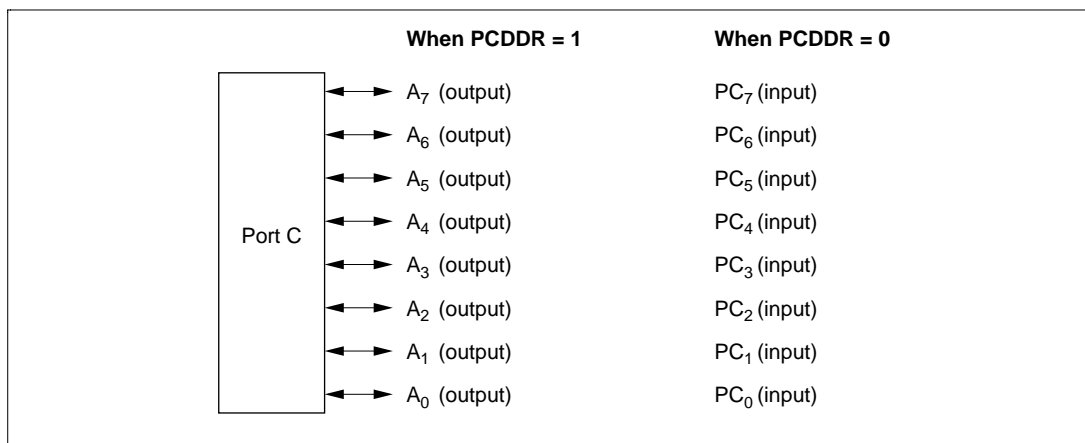 When PCDDR = 1 When PCDDR = 0
A7 (output) PC7 (input)
A6 (output) PC6 (input)
A5 (output) PC5 (input)
Port C A4 (output) PC4 (input)
A3 (output) PC3 (input)
A2 (output) PC2 (input)
A1 (output) PC1 (input)
A0 (output) PC0 (input)